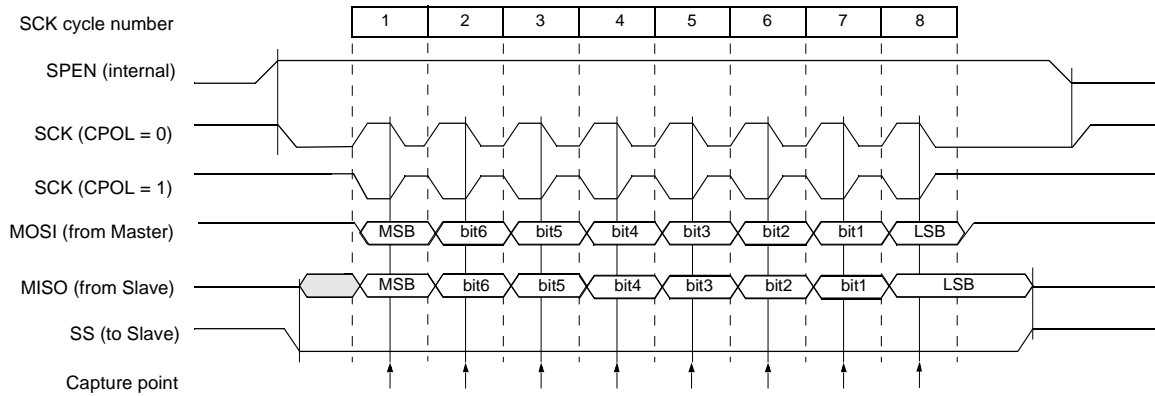 SCK cycle number 1 2 3 4 5 6 7 8
SPEN (internal)
SCK (CPOL = 0)
SCK (CPOL = 1)
MOSI (from Master) MSB bit6 bit5 bit4 bit3 bit2 bit1 LSB
MISO (from Slave) MSB bit6 bit5 bit4 bit3 bit2 bit1 LSB
SS (to Slave)
Capture point